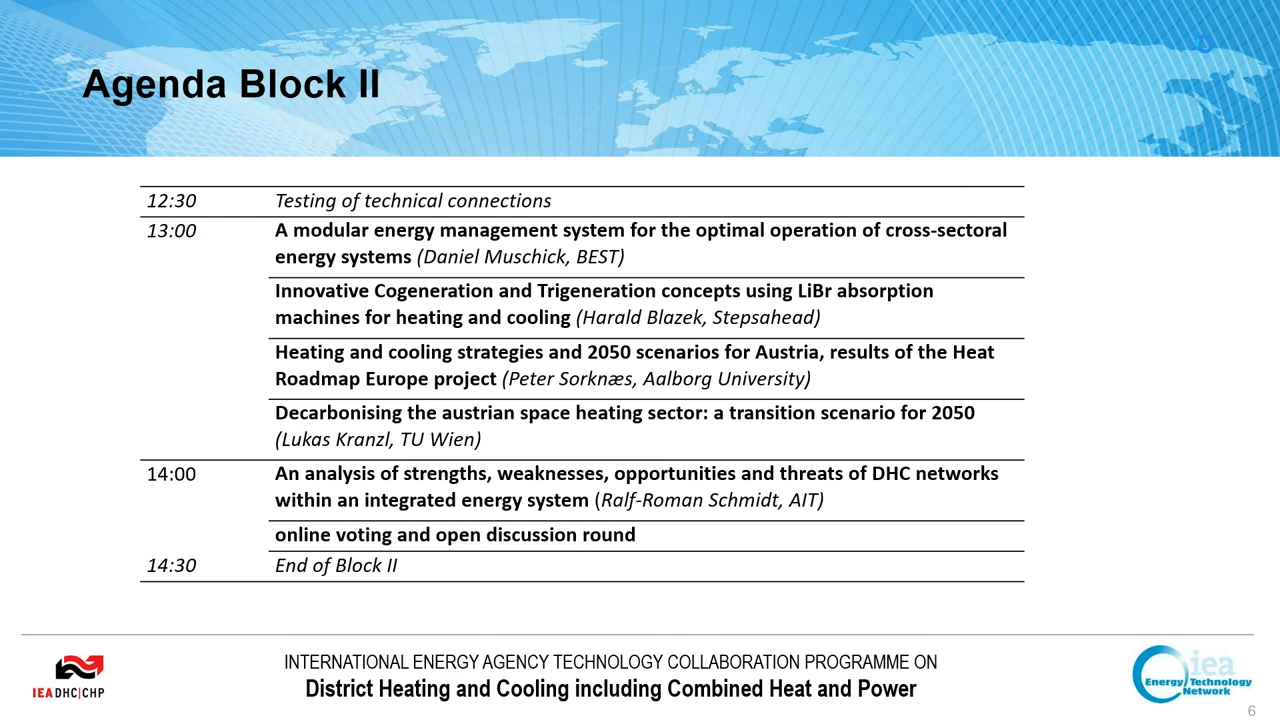 Agenda Block II
12:30 Testing of technical connections
13:00 A modular energy management system for the optimal operation of cross-sectoral
energy systems (Daniel Muschick, BEST)
Innovative Cogeneration and Trigeneration concepts using LiBr absorption
machines for heating and cooling (Harald Blazek, Stepsahead)
Heating and cooling strategies and 2050 scenarios for Austria, results of the Heat
Roadmap Europe project (Peter Sorknæs, Aalborg University)
Decarbonising the austrian space heating sector: a transition scenario for 2050
(Lukas Kranzl, TU Wien)
14:00 An analysis of strengths, weaknesses, opportunities and threats of DHC networks
within an integrated energy system (Ralf-Roman Schmidt, AIT)
online voting and open discussion round
14:30 End of Block II
INTERNATIONAL ENERGY AGENCY TECHNOLOGY COLLABORATION PROGRAMME ON
District Heating and Cooling including Combined Heat and Power
IEA DHC|CHP
iea
Energy Technology
Network
6